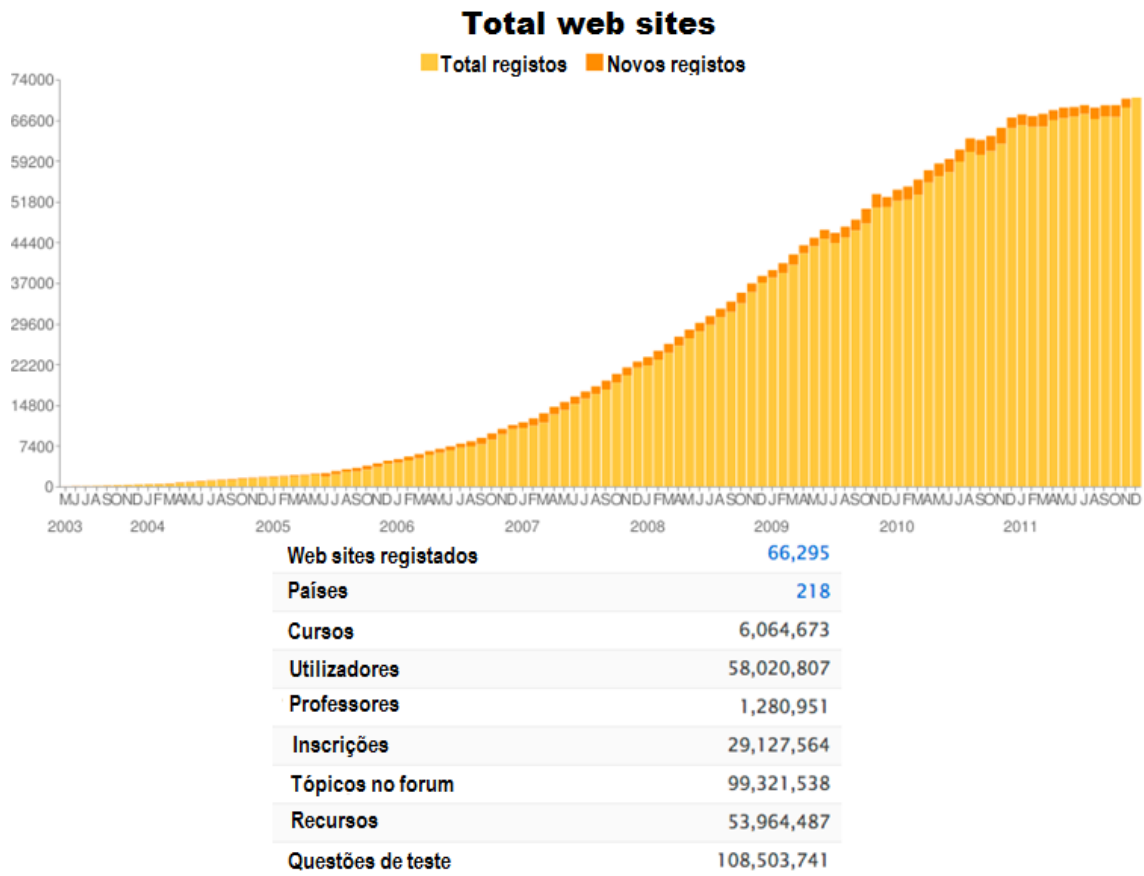 Total web sites
Total registos Novos registos
74000
66600
59200
51800
44400
37000
29600
22200
14800
7400
0
MJJASONDJFMAMJJASONDJFMAMJJASONDJFMAMJJASONDJFMAMJJASONDJFMAMJJASONDJFMAMJJASONDJFMAMJJASONDJFMAMJJASOND
2003 2004 2005 2006 2007 2008 2009 2010 2011
Web sites registados 66,295
Países 218
Cursos 6,064,673
Utilizadores 58,020,807
Professores 1,280,951
Inscrições 29,127,564
Tópicos no forum 99,321,538
Recursos 53,964,487
Questões de teste 108,503,741